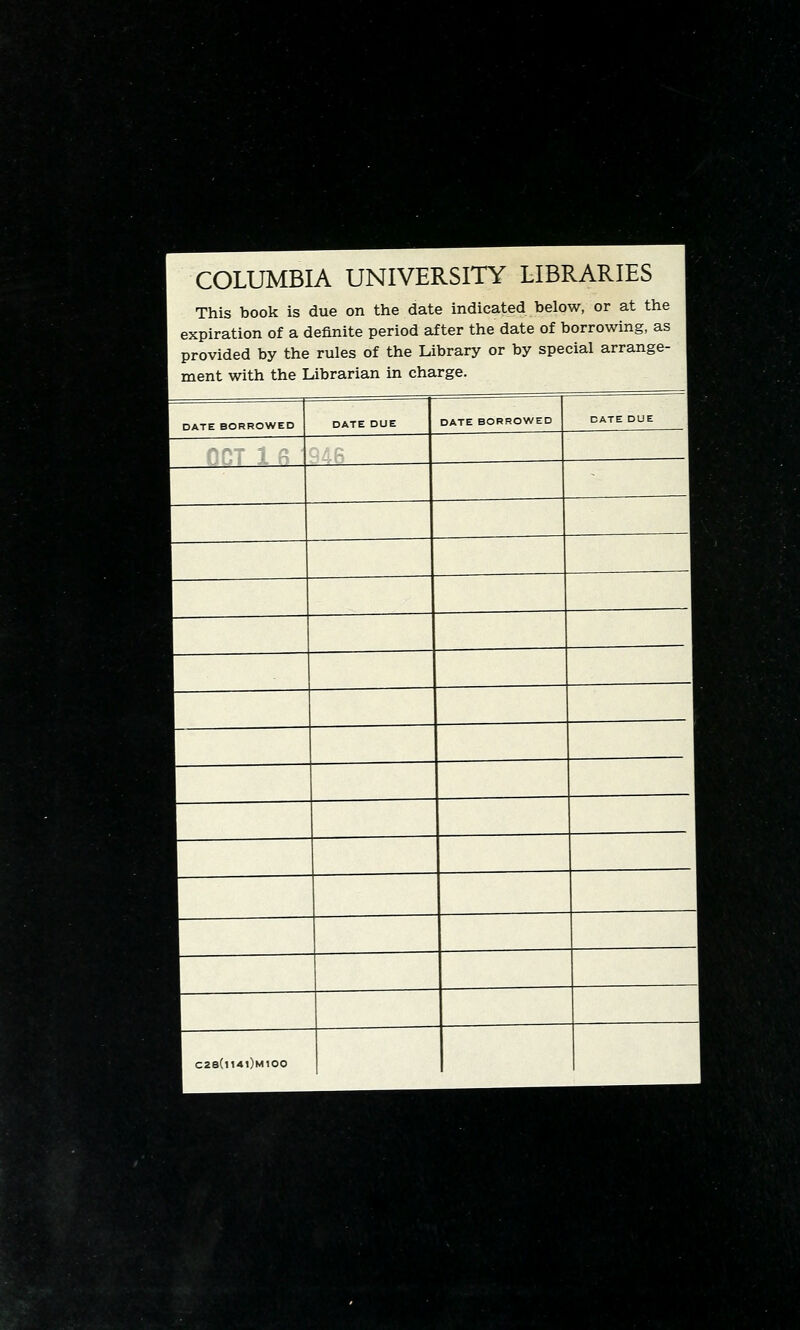 COLUMBIA UNIVERSITY LIBRARIES
This book is due on the date indicated below, or at the
expiration of a definite period after the date of borrowing, as
provided by the rules of the Library or by special arrange-
ment with the Librarian in charge.
DATE BORROWED DATE DUE DATE BORROWED DATE DUE
OCT 16 1946
C28(1141)M100